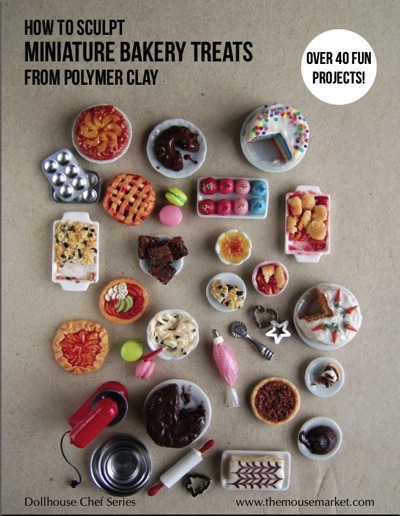 HOW TO SCULPT
MINIATURE BAKERY TREATS
FROM POLYMER CLAY
OVER 40 FUN
PROJECTS!
Dollhouse Chef Series
www.themousemarket.com